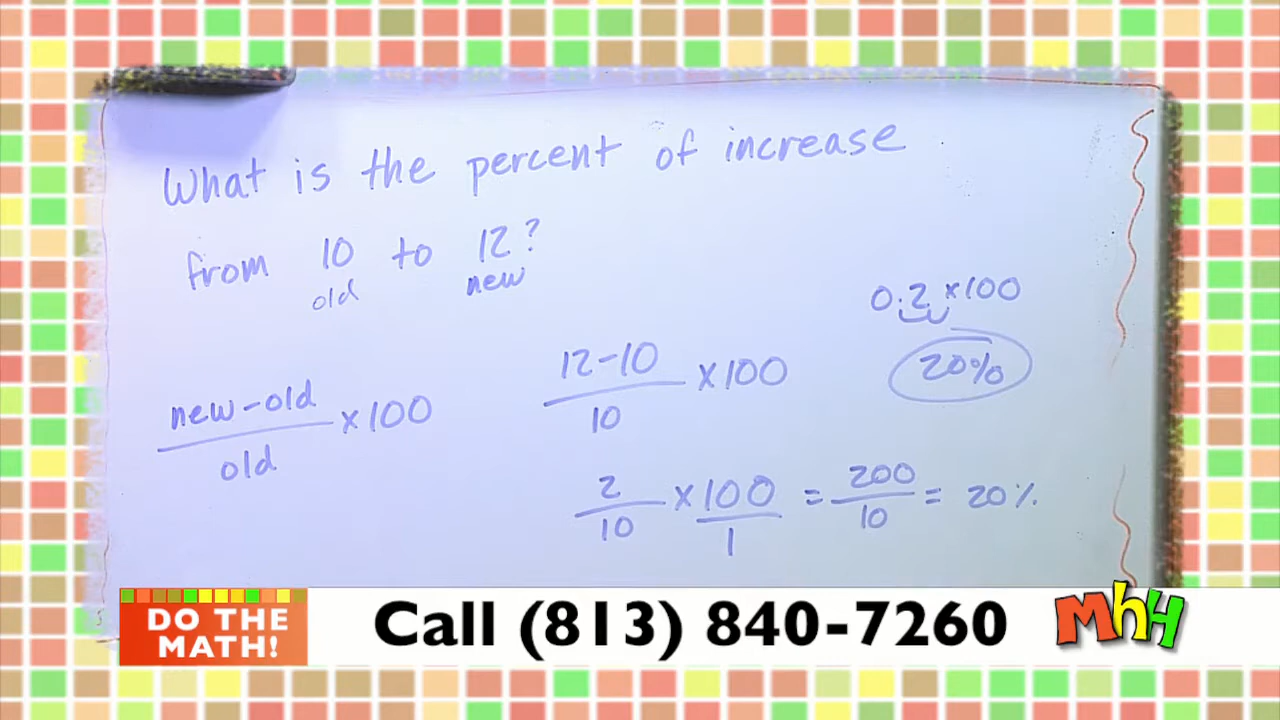 What is the percent of increase
from 10 to 12?
old new
new-old
old
×100
12-10
10
×100
0.2 ×100
20%
2
10
×
100
1
=
200
10
= 20%
DO THE
MATH!
Call (813) 840-7260
Mh4